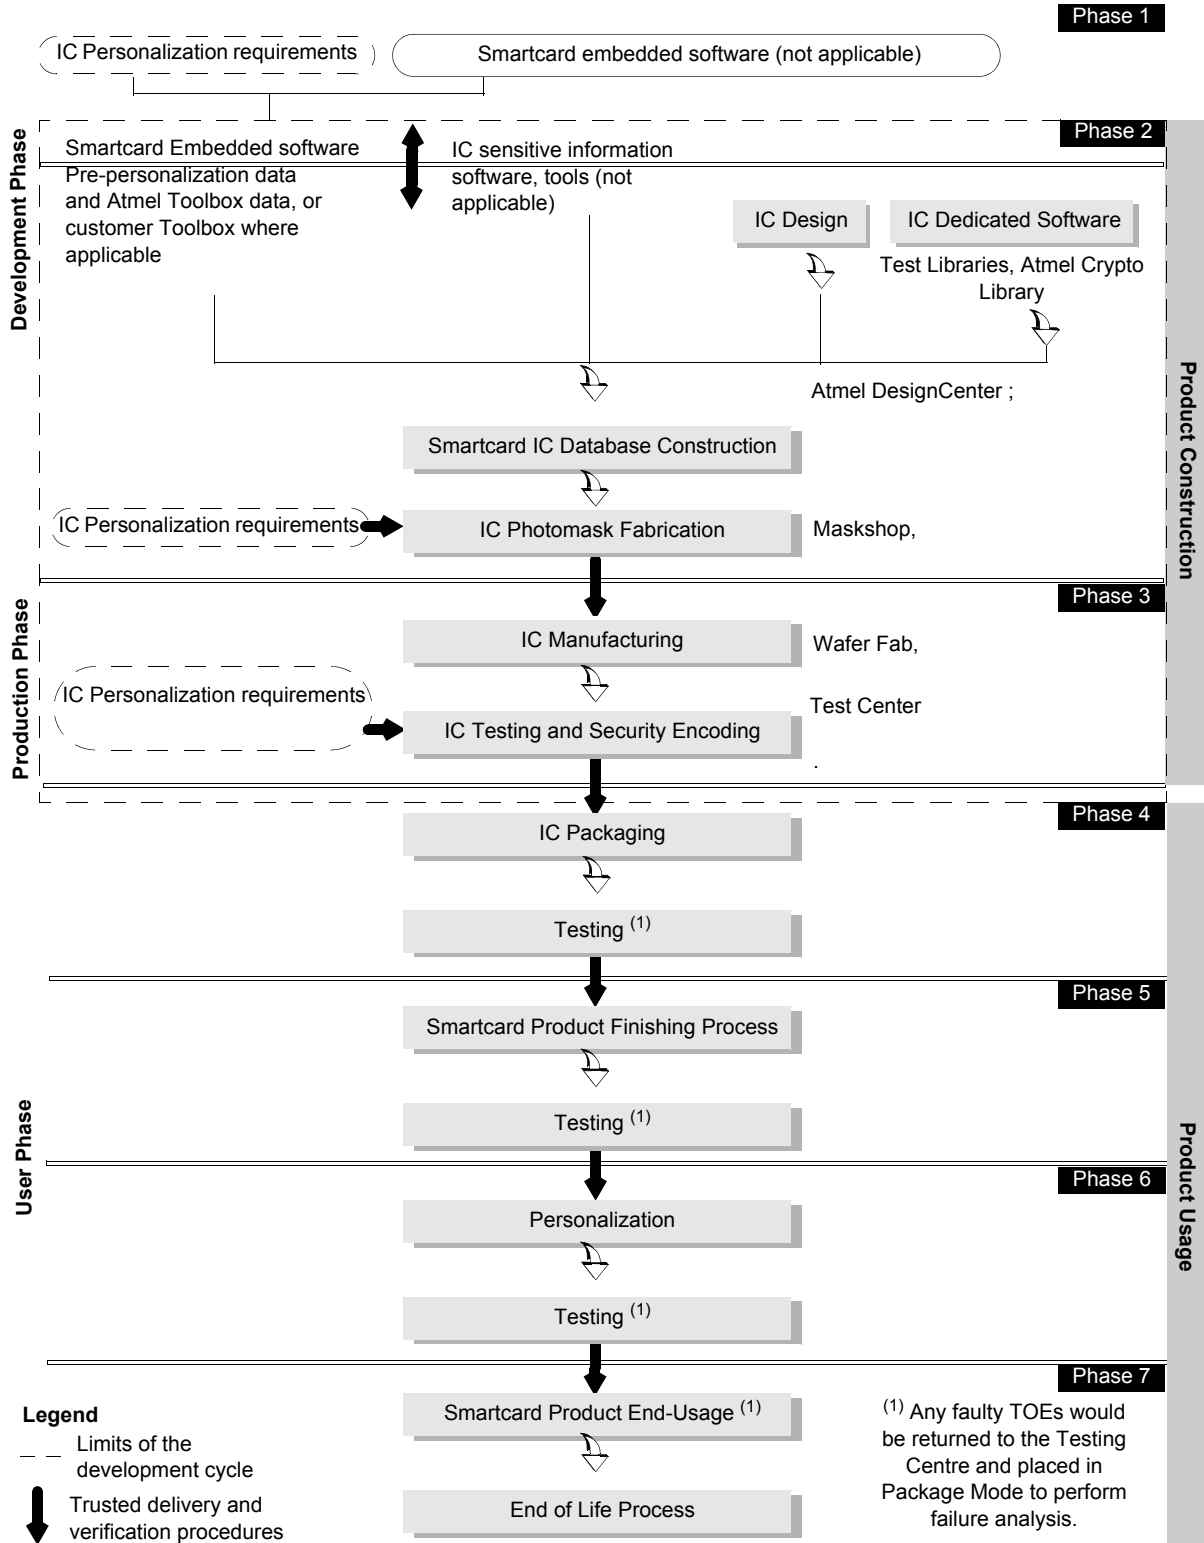 Phase 1
IC Personalization requirements
Smartcard embedded software (not applicable)
Phase 2
Development Phase
Smartcard Embedded software
Pre-personalization data
and Atmel Toolbox data, or
customer Toolbox where
applicable
IC sensitive information
software, tools (not
applicable)
IC Design
IC Dedicated Software
Test Libraries, Atmel Crypto
Library
Product Construction
Atmel DesignCenter ;
Smartcard IC Database Construction
IC Personalization requirements
IC Photomask Fabrication
Maskshop,
Phase 3
Production Phase
IC Manufacturing
Wafer Fab,
IC Personalization requirements
Test Center
IC Testing and Security Encoding
.
Phase 4
IC Packaging
Testing (1)
Phase 5
Smartcard Product Finishing Process
Testing (1)
User Phase
Product Usage
Phase 6
Personalization
Testing (1)
Phase 7
Smartcard Product End-Usage (1)
End of Life Process
(1) Any faulty TOEs would
be returned to the Testing
Centre and placed in
Package Mode to perform
failure analysis.
Legend
Limits of the
development cycle
Trusted delivery and
verification procedures